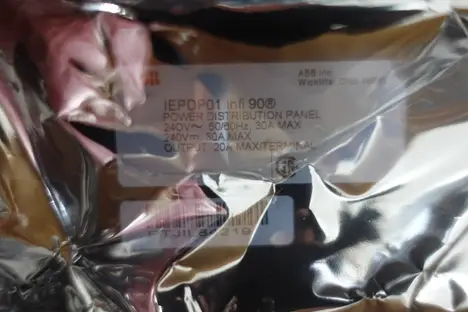 ABB Inc.
IEPDP01 infi 90®
POWER DISTRIBUTION PANEL
240V~ 50/60Hz, 30A MAX
240V⎓ 30A MAX
OUTPUT: 20A MAX/TERMINAL